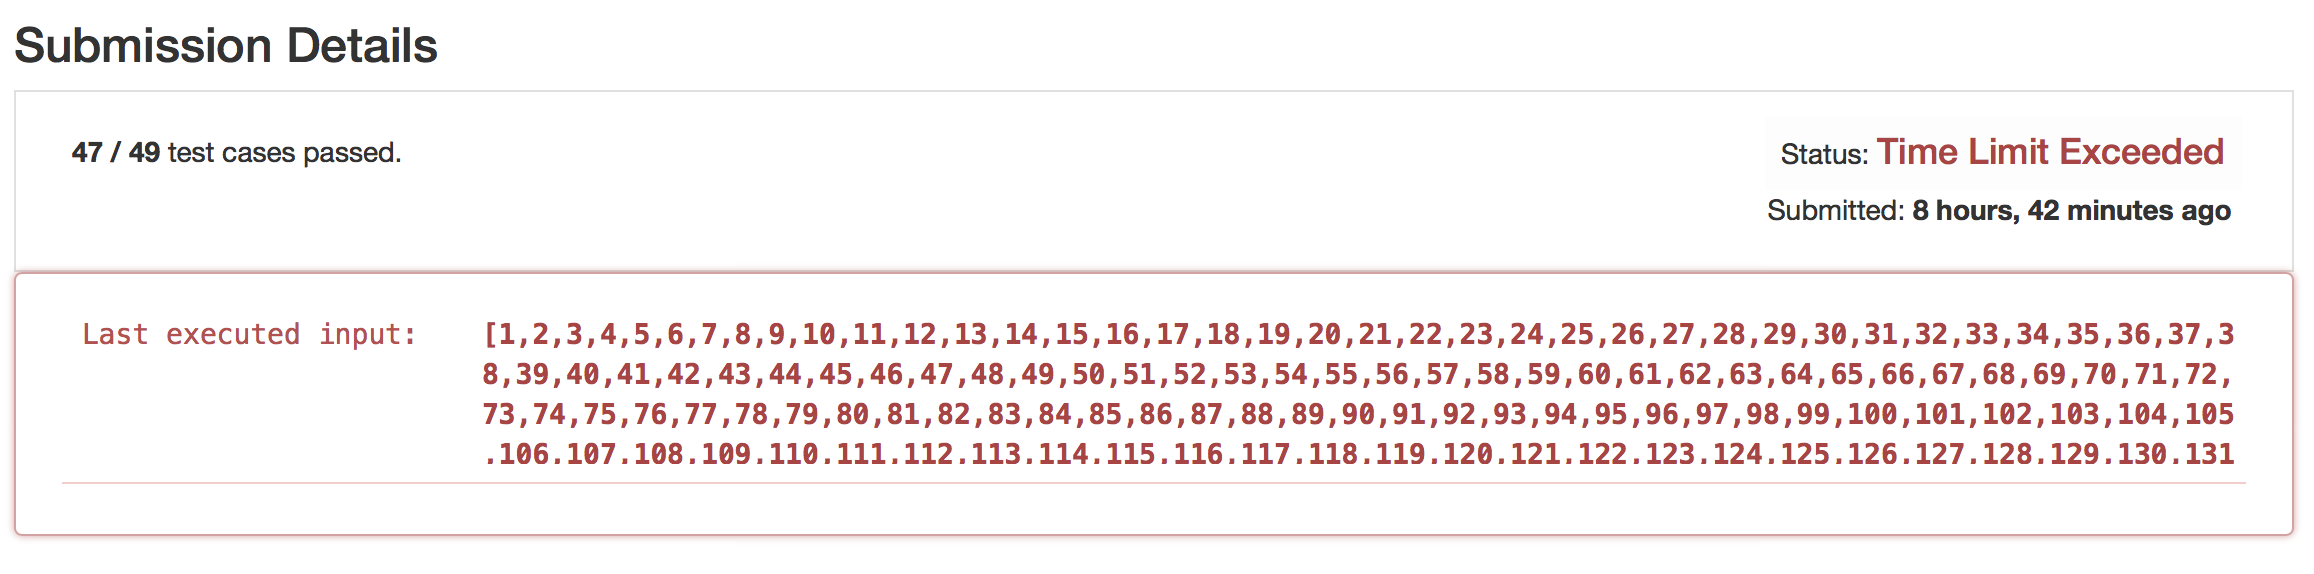 Submission Details
47 / 49 test cases passed.
Status: Time Limit Exceeded
Submitted: 8 hours, 42 minutes ago
Last executed input: [1,2,3,4,5,6,7,8,9,10,11,12,13,14,15,16,17,18,19,20,21,22,23,24,25,26,27,28,29,30,31,32,33,34,35,36,37,3
8,39,40,41,42,43,44,45,46,47,48,49,50,51,52,53,54,55,56,57,58,59,60,61,62,63,64,65,66,67,68,69,70,71,72,
73,74,75,76,77,78,79,80,81,82,83,84,85,86,87,88,89,90,91,92,93,94,95,96,97,98,99,100,101,102,103,104,105
,106,107,108,109,110,111,112,113,114,115,116,117,118,119,120,121,122,123,124,125,126,127,128,129,130,131